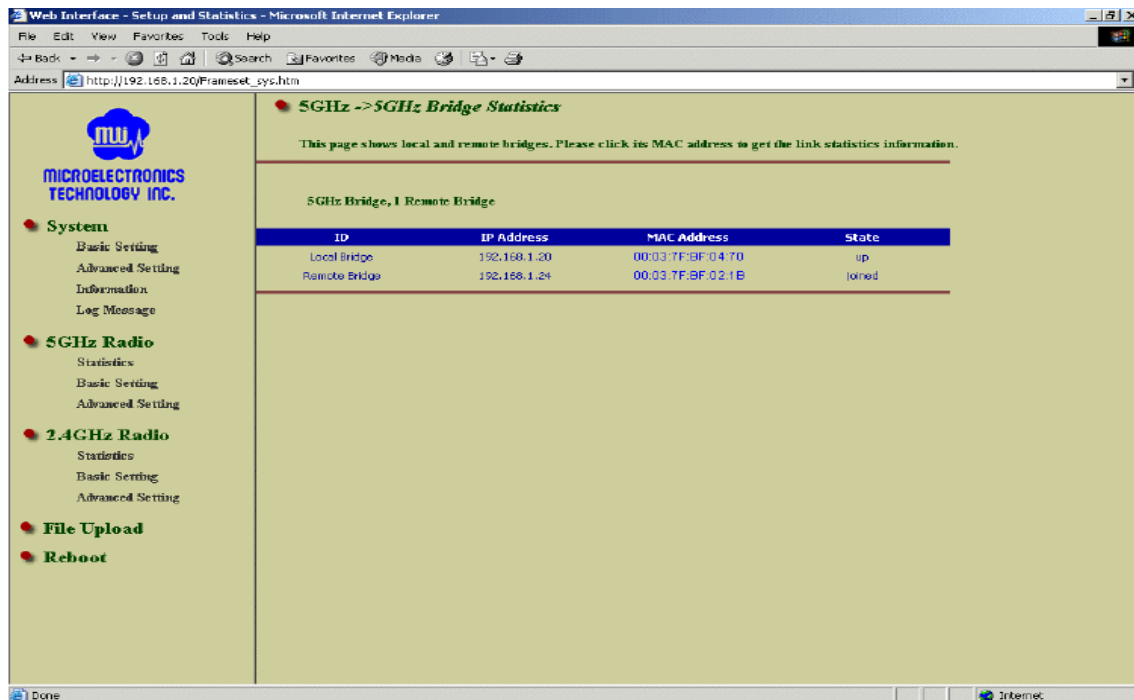 Web Interface - Setup and Statistics - Microsoft Internet Explorer
File Edit View Favorites Tools Help
Back Search Favorites Media
Address http://192.168.1.20/Frameset_sys.htm
MICROELECTRONICS
TECHNOLOGY INC.
System
Basic Setting
Advanced Setting
Information
Log Message
5GHz Radio
Statistics
Basic Setting
Advanced Setting
2.4GHz Radio
Statistics
Basic Setting
Advanced Setting
File Upload
Reboot
5GHz ->5GHz Bridge Statistics
This page shows local and remote bridges. Please click its MAC address to get the link statistics information.
5GHz Bridge, 1 Remote Bridge
ID IP Address MAC Address State
Local Bridge 192.168.1.20 00:03:7F:BF:04:70 up
Remote Bridge 192.168.1.24 00:03:7F:BF:02:1B joined
Done Internet